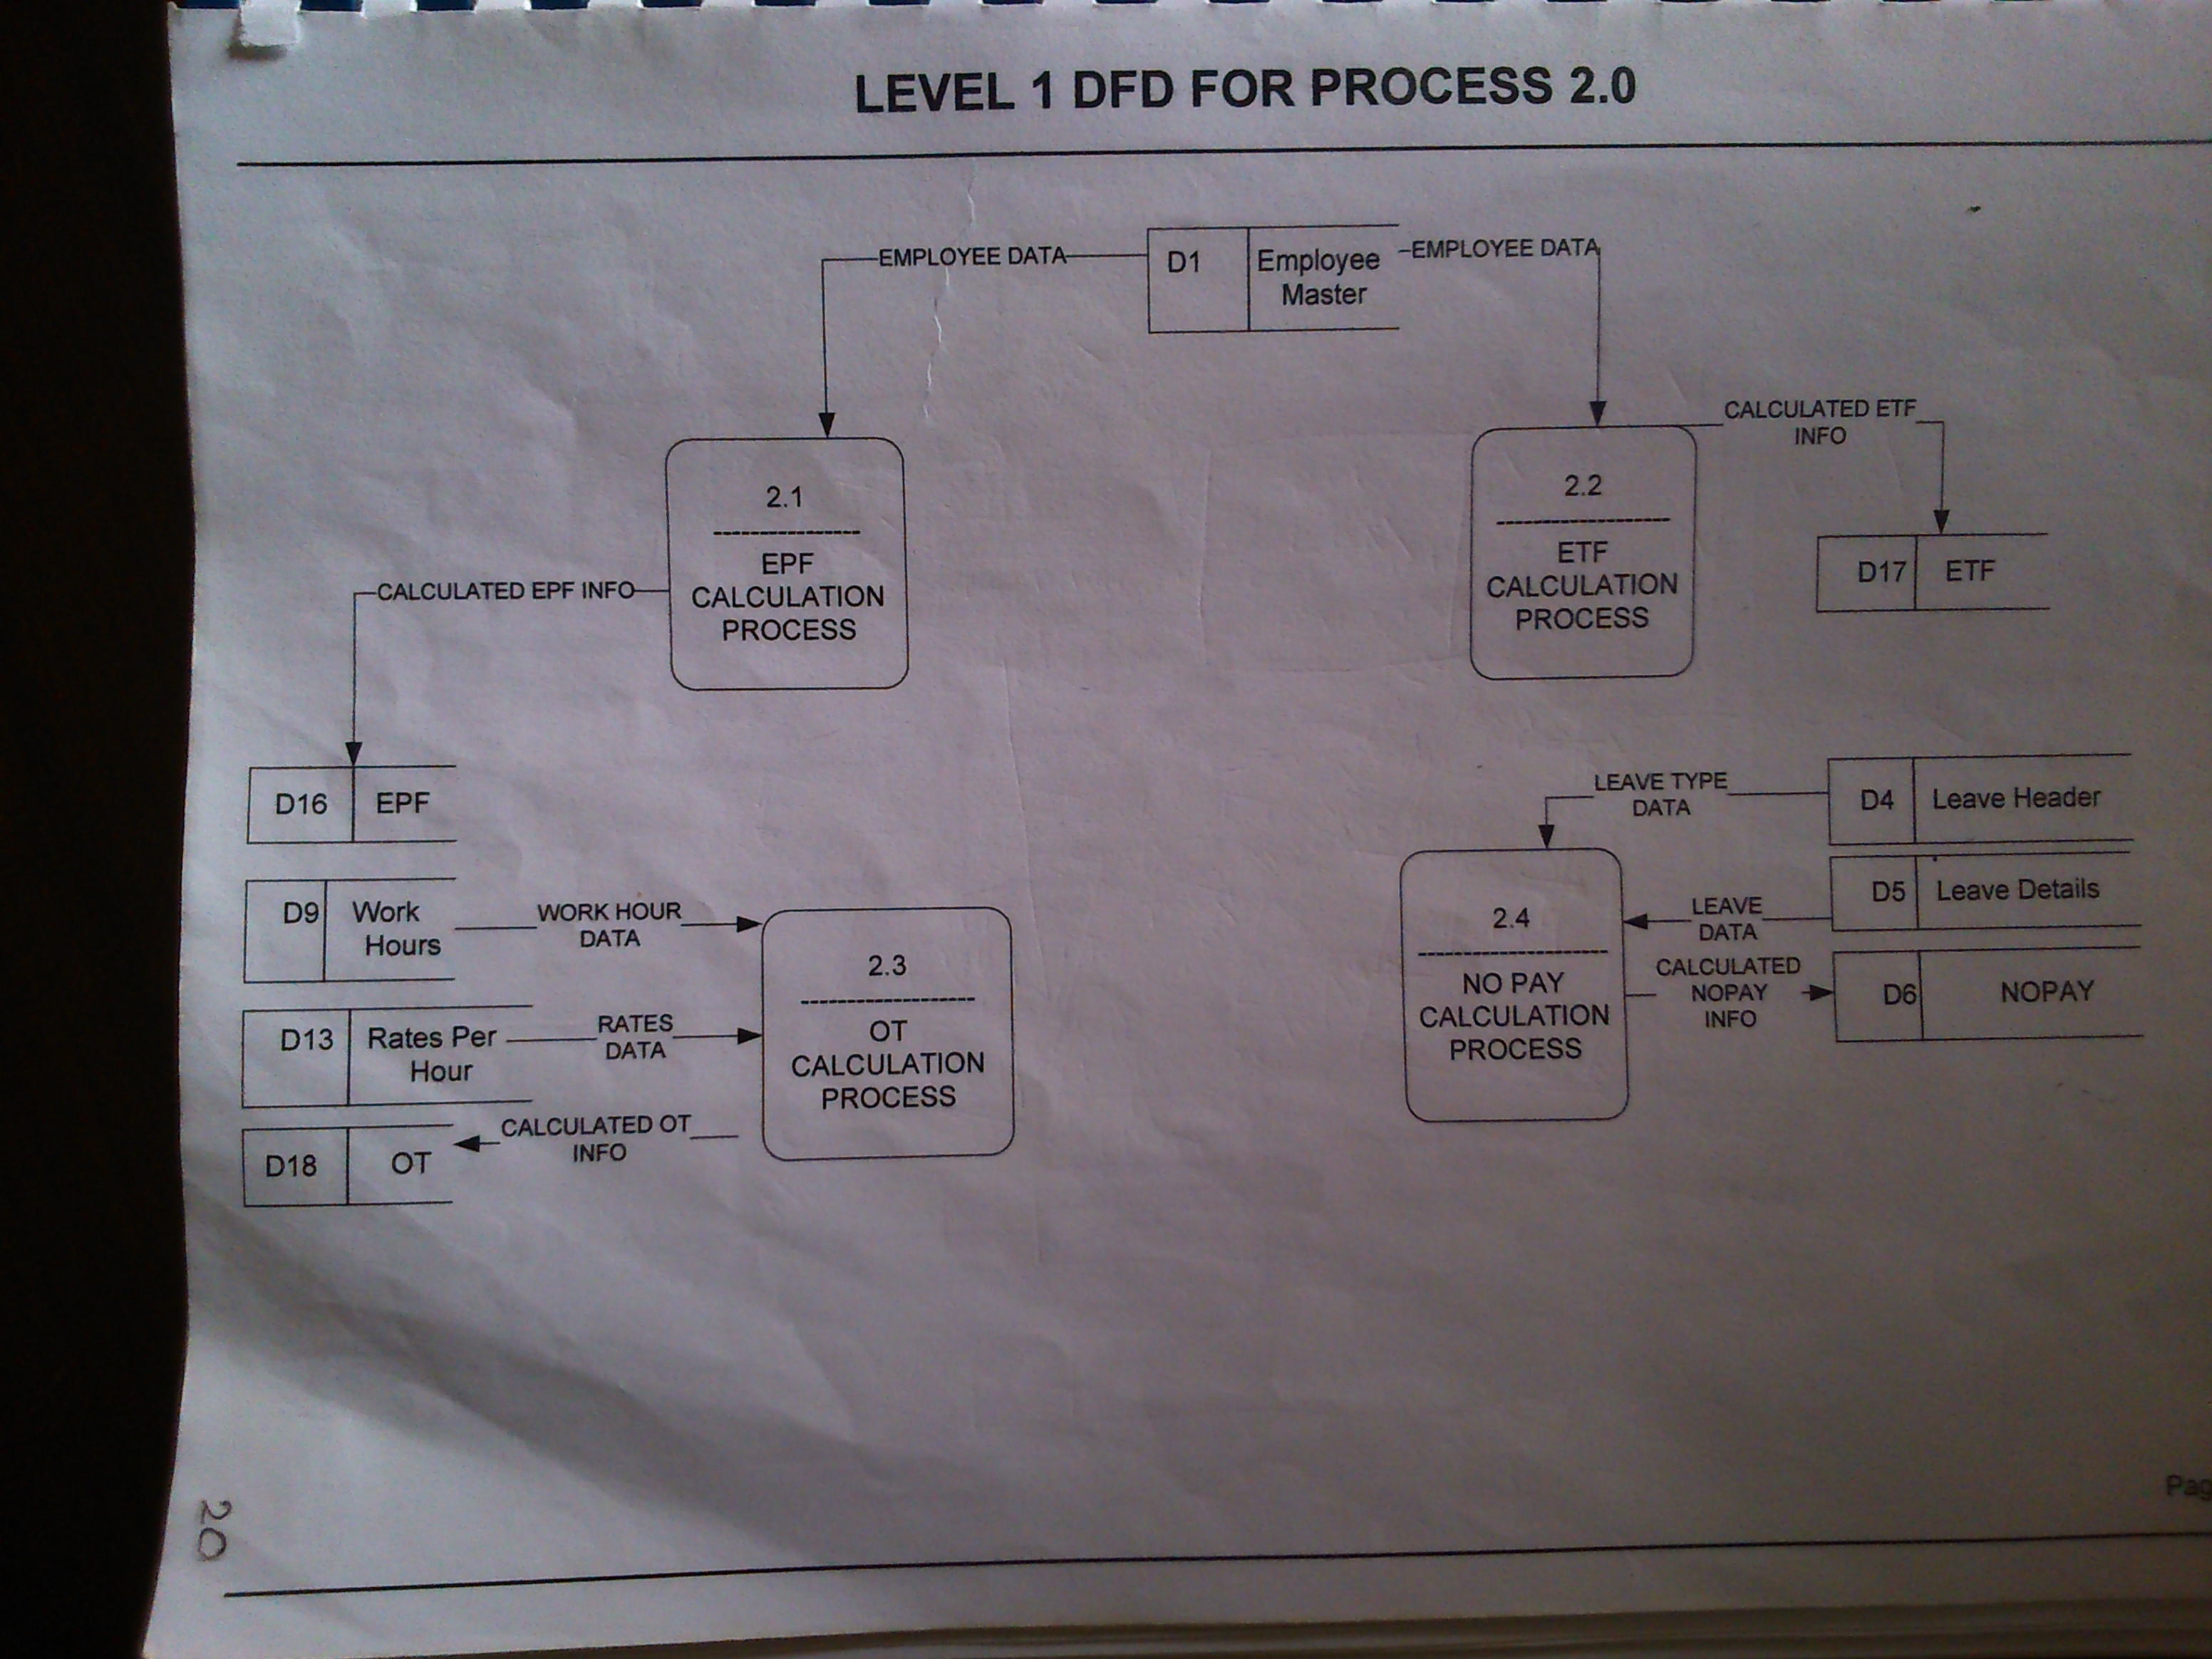 LEVEL 1 DFD FOR PROCESS 2.0
EMPLOYEE DATA
D1
Employee
Master
EMPLOYEE DATA
CALCULATED ETF
INFO
2.1
EPF
CALCULATION
PROCESS
2.2
ETF
CALCULATION
PROCESS
D17
ETF
CALCULATED EPF INFO
D16
EPF
LEAVE TYPE
DATA
D4
Leave Header
D9
Work
Hours
WORK HOUR
DATA
2.3
OT
CALCULATION
PROCESS
2.4
NO PAY
CALCULATION
PROCESS
LEAVE
DATA
D5
Leave Details
CALCULATED
NOPAY
INFO
D6
NOPAY
D13
Rates Per
Hour
RATES
DATA
CALCULATED OT
INFO
D18
OT
20